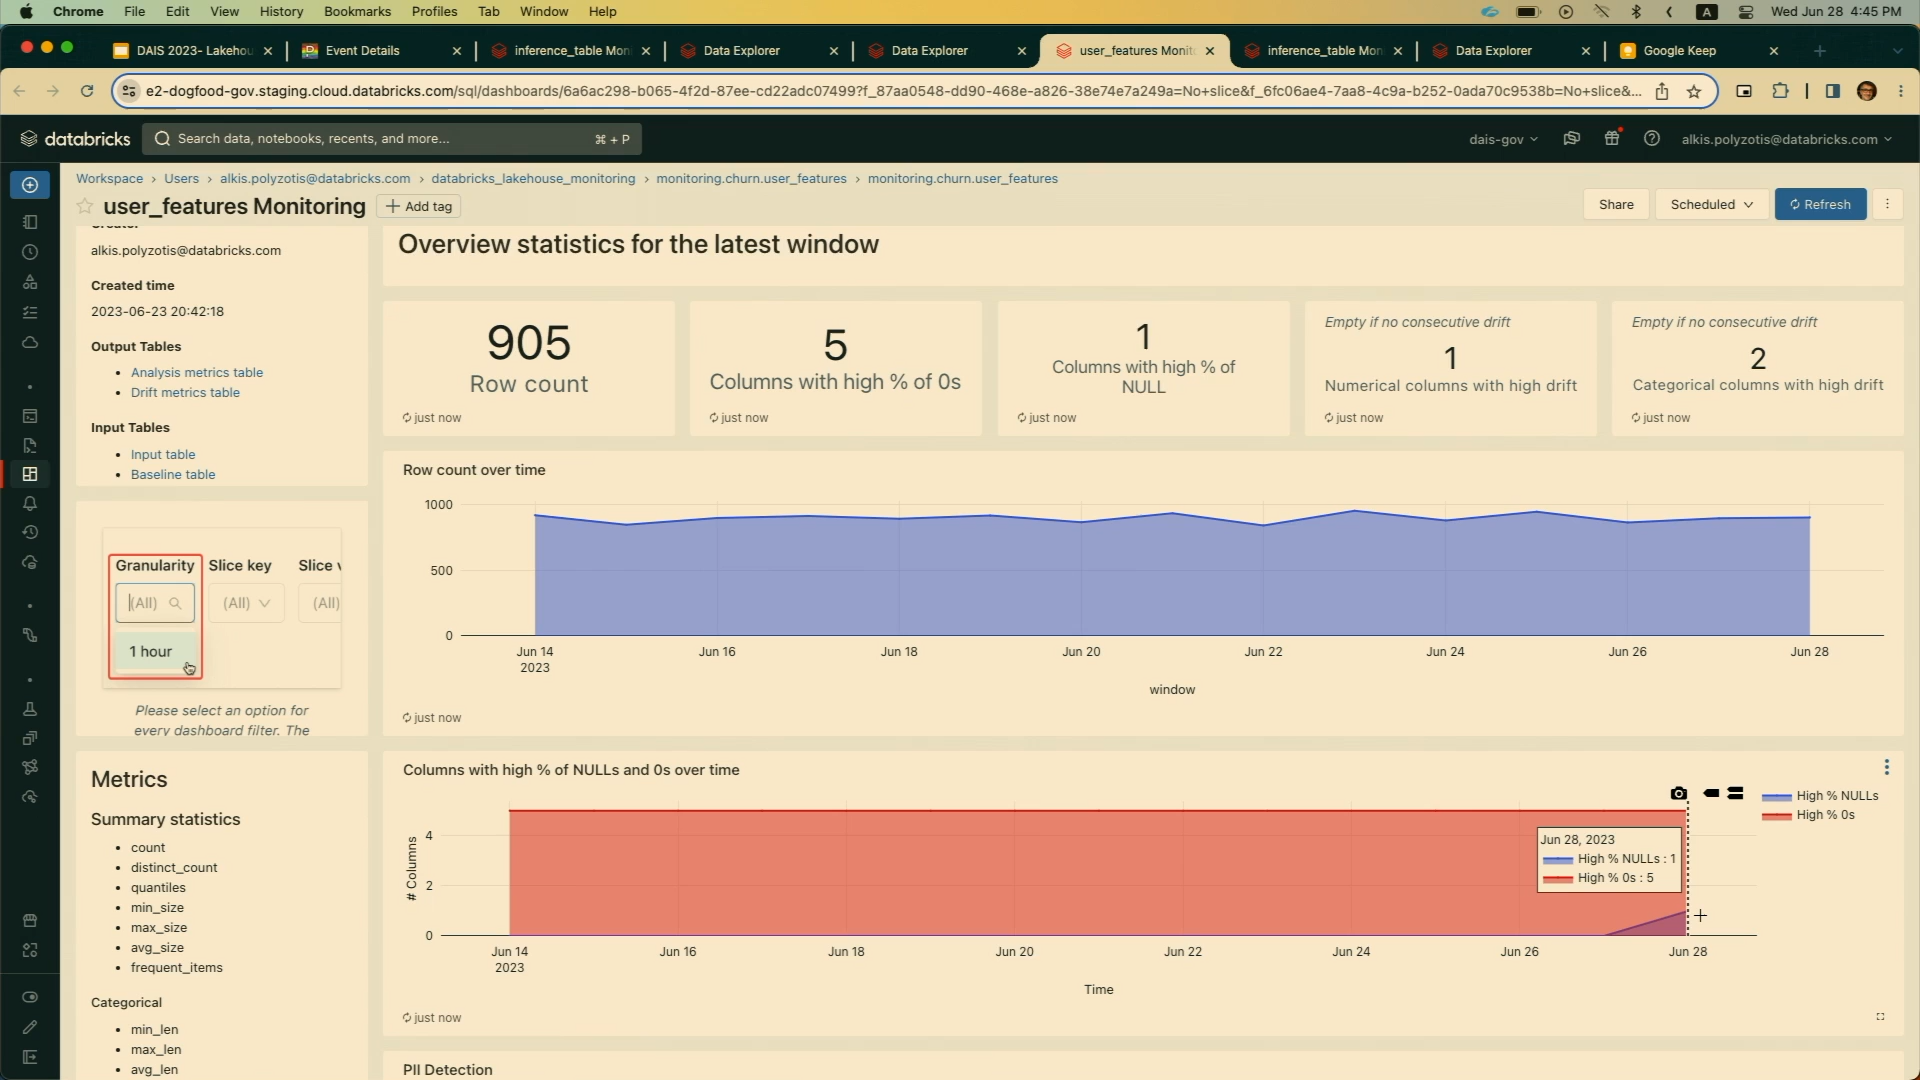 Chrome File Edit View History Bookmarks Profiles Tab Window Help
A Wed Jun 28 4:45 PM
DAIS 2023- Lakehou
Event Details
inference_table Mon
Data Explorer
Data Explorer
user_features Monit
inference_table Mon
Data Explorer
Google Keep
e2-dogfood-gov.staging.cloud.databricks.com/sql/dashboards/6a6ac298-b065-4f2d-87ee-cd22adc07499?f_87aa0548-dd90-468e-a826-38e74e7a249a=No+slice&f_6fc06ae4-7aa8-4c9a-b252-0ada70c9538b=No+slice&...
databricks
Search data, notebooks, recents, and more... ⌘ + P
dais-gov
alkis.polyzotis@databricks.com
Workspace > Users > alkis.polyzotis@databricks.com > databricks_lakehouse_monitoring > monitoring.churn.user_features > monitoring.churn.user_features
user_features Monitoring
+ Add tag
Share
Scheduled
Refresh
Creator
alkis.polyzotis@databricks.com
Created time
2023-06-23 20:42:18
Output Tables
• Analysis metrics table
• Drift metrics table
Input Tables
• Input table
• Baseline table
Granularity Slice key Slice v
(All) (All) (All)
1 hour
Please select an option for
every dashboard filter. The
Metrics
Summary statistics
• count
• distinct_count
• quantiles
• min_size
• max_size
• avg_size
• frequent_items
Categorical
• min_len
• max_len
• avg_len
Overview statistics for the latest window
905
Row count
just now
5
Columns with high % of 0s
just now
1
Columns with high % of
NULL
just now
Empty if no consecutive drift
1
Numerical columns with high drift
just now
Empty if no consecutive drift
2
Categorical columns with high drift
just now
Row count over time
1000
500
0
Jun 14 Jun 16 Jun 18 Jun 20 Jun 22 Jun 24 Jun 26 Jun 28
2023
window
just now
Columns with high % of NULLs and 0s over time
High % NULLs
High % 0s
Jun 28, 2023
High % NULLs : 1
High % 0s : 5
# Columns
4
2
0
Jun 14 Jun 16 Jun 18 Jun 20 Jun 22 Jun 24 Jun 26 Jun 28
2023
Time
just now
PII Detection